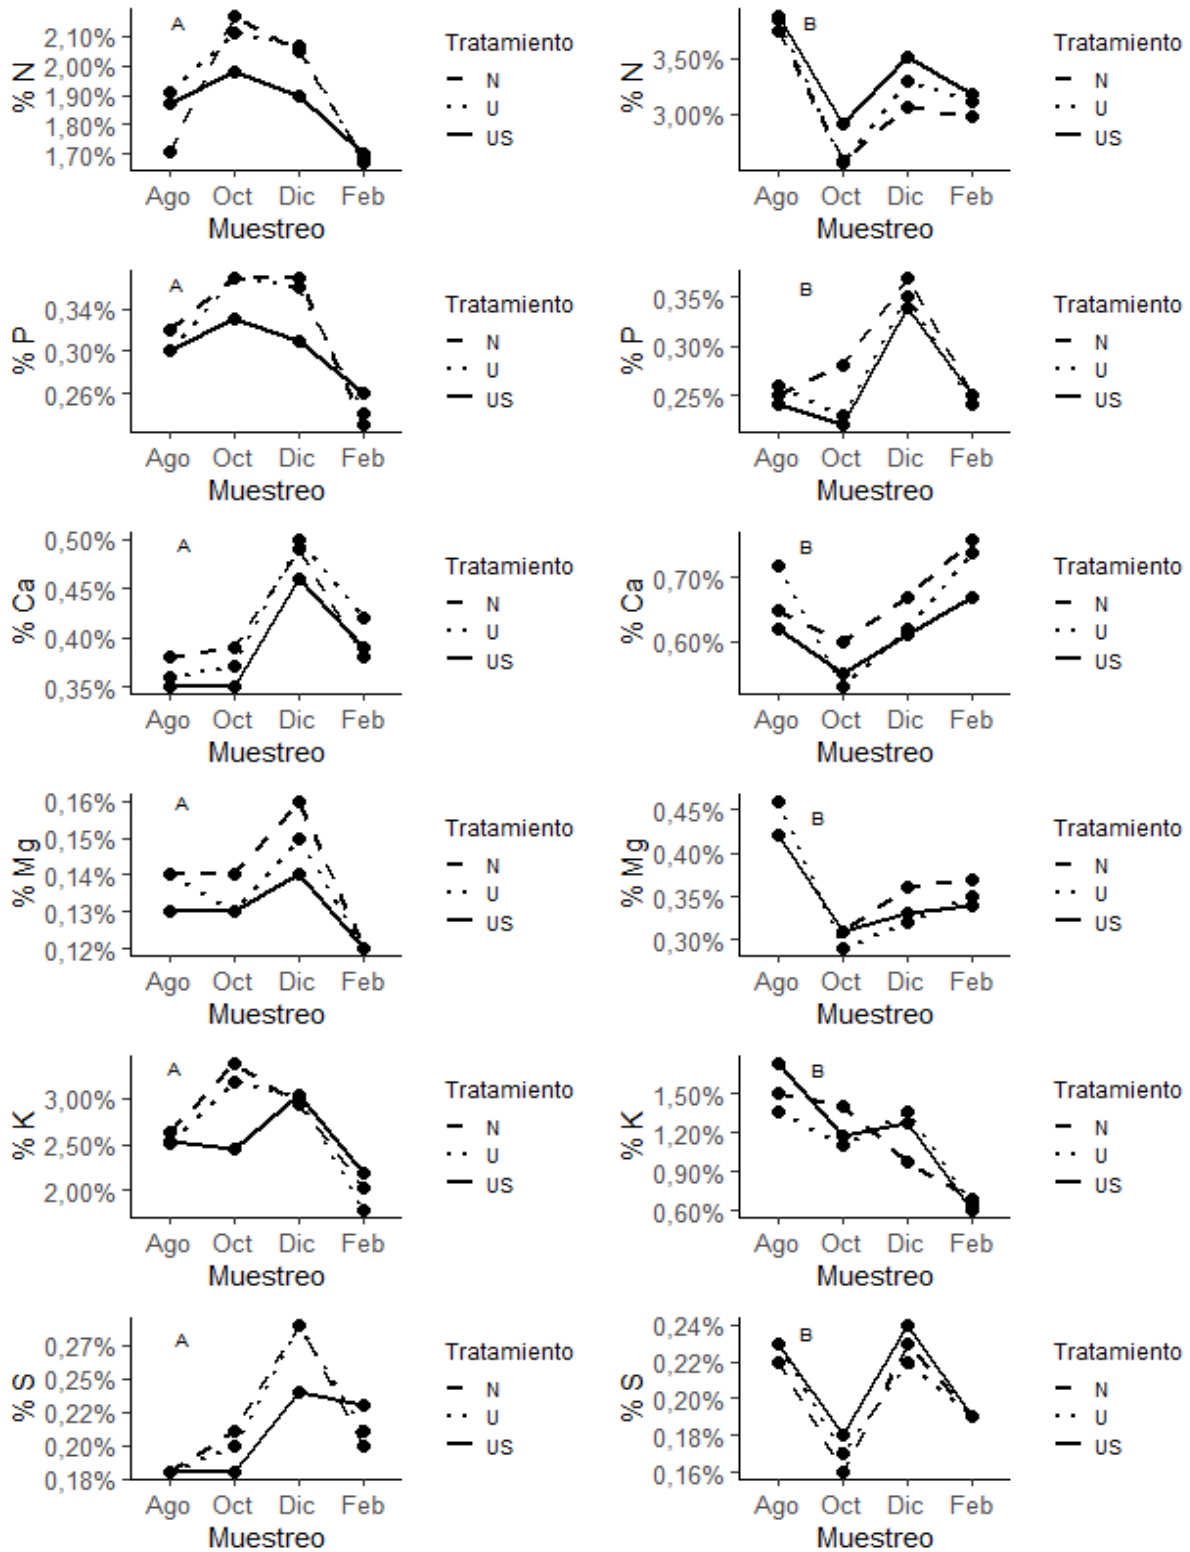 % N
2,10%
2,00%
1,90%
1,80%
1,70%
A
Ago Oct Dic Feb
Muestreo
Tratamiento
N
U
US
% N
3,50%
3,00%
B
Ago Oct Dic Feb
Muestreo
Tratamiento
N
U
US
% P
0,34%
0,30%
0,26%
A
Ago Oct Dic Feb
Muestreo
Tratamiento
N
U
US
% P
0,35%
0,30%
0,25%
B
Ago Oct Dic Feb
Muestreo
Tratamiento
N
U
US
% Ca
0,50%
0,45%
0,40%
0,35%
A
Ago Oct Dic Feb
Muestreo
Tratamiento
N
U
US
% Ca
0,70%
0,60%
B
Ago Oct Dic Feb
Muestreo
Tratamiento
N
U
US
% Mg
0,16%
0,15%
0,14%
0,13%
0,12%
A
Ago Oct Dic Feb
Muestreo
Tratamiento
N
U
US
% Mg
0,45%
0,40%
0,35%
0,30%
B
Ago Oct Dic Feb
Muestreo
Tratamiento
N
U
US
% K
3,00%
2,50%
2,00%
A
Ago Oct Dic Feb
Muestreo
Tratamiento
N
U
US
% K
1,50%
1,20%
0,90%
0,60%
B
Ago Oct Dic Feb
Muestreo
Tratamiento
N
U
US
% S
0,27%
0,25%
0,22%
0,20%
0,18%
A
Ago Oct Dic Feb
Muestreo
Tratamiento
N
U
US
% S
0,24%
0,22%
0,20%
0,18%
0,16%
B
Ago Oct Dic Feb
Muestreo
Tratamiento
N
U
US